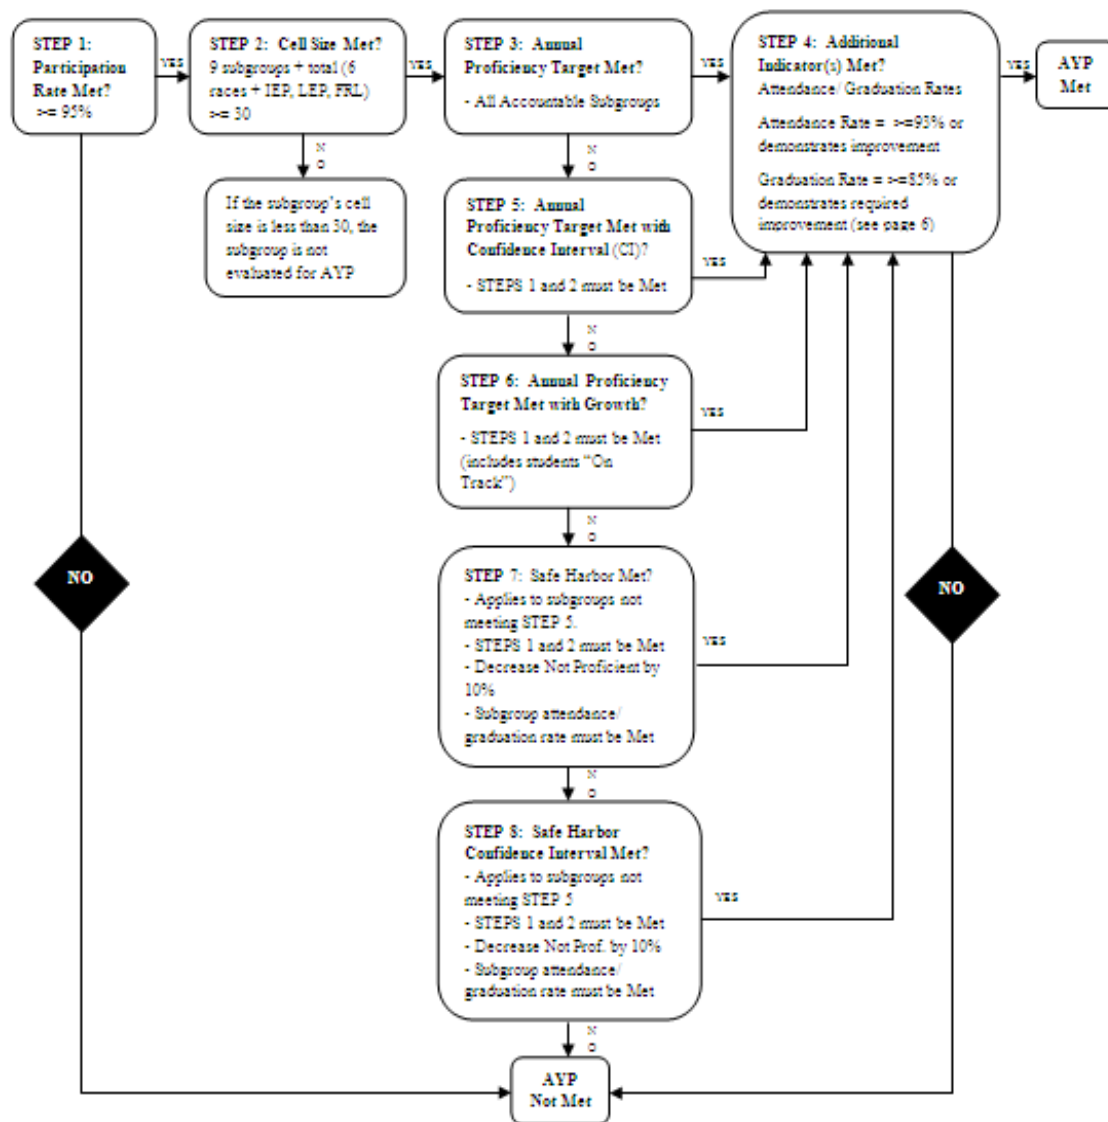 STEP 1:
Participation
Rate Met?
>= 95%
YES
STEP 2: Cell Size Met?
9 subgroups + total (6
races + IEP, LEP, FRL)
>= 30
YES
STEP 3: Annual
Proficiency Target Met?
- All Accountable Subgroups
YES
STEP 4: Additional
Indicator(s) Met?
Attendance/ Graduation Rates
Attendance Rate = >=93% or
demonstrates improvement
Graduation Rate = >=85% or
demonstrates required
improvement (see page 6)
YES
AYP
Met
N
O
If the subgroup's cell
size is less than 30, the
subgroup is not
evaluated for AYP
N
O
STEP 5: Annual
Proficiency Target Met with
Confidence Interval (CI)?
- STEPS 1 and 2 must be Met
YES
N
O
STEP 6: Annual Proficiency
Target Met with Growth?
- STEPS 1 and 2 must be Met
(includes students “On
Track”)
YES
N
O
STEP 7: Safe Harbor Met?
- Applies to subgroups not
meeting STEP 5.
- STEPS 1 and 2 must be Met
- Decrease Not Proficient by
10%
- Subgroup attendance/
graduation rate must be Met
YES
NO
NO
N
O
STEP 8: Safe Harbor
Confidence Interval Met?
- Applies to subgroups not
meeting STEP 5
- STEPS 1 and 2 must be Met
- Decrease Not Prof. by 10%
- Subgroup attendance/
graduation rate must be Met
YES
N
O
AYP
Not Met